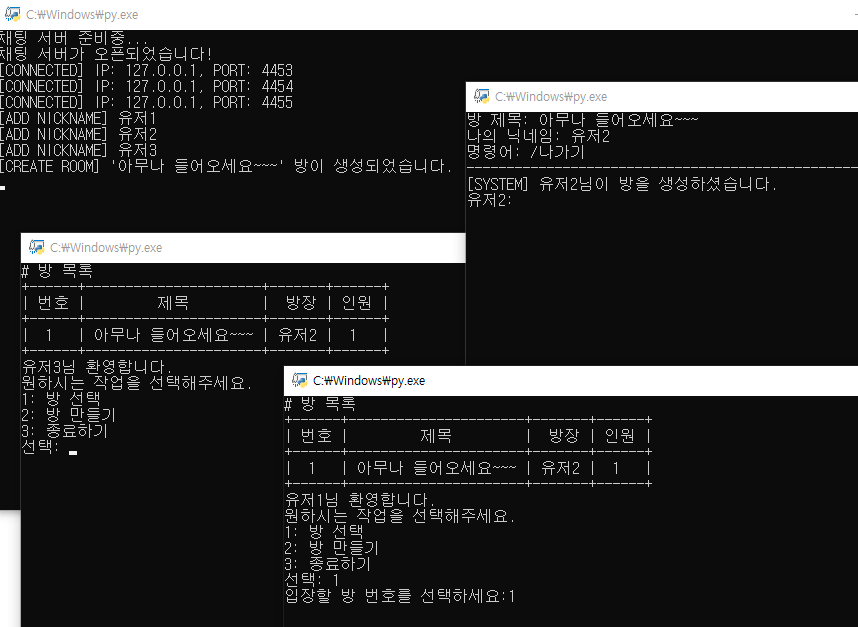 C:₩Windows₩py.exe
채팅 서버 준비중...
채팅 서버가 오픈되었습니다!
[CONNECTED] IP: 127.0.0.1, PORT: 4453
[CONNECTED] IP: 127.0.0.1, PORT: 4454
[CONNECTED] IP: 127.0.0.1, PORT: 4455
[ADD NICKNAME] 유저1
[ADD NICKNAME] 유저2
[ADD NICKNAME] 유저3
[CREATE ROOM] '아무나 들어오세요~~~' 방이 생성되었습니다.
C:₩Windows₩py.exe
방 제목: 아무나 들어오세요~~~
나의 닉네임: 유저2
명령어: /나가기
[SYSTEM] 유저2님이 방을 생성하셨습니다.
유저2:
C:₩Windows₩py.exe
# 방 목록
| 번호 | 제목 | 방장 | 인원 |
| 1 | 아무나 들어오세요~~~ | 유저2 | 1 |
유저3님 환영합니다.
원하시는 작업을 선택해주세요.
1: 방 선택
2: 방 만들기
3: 종료하기
선택:
C:₩Windows₩py.exe
# 방 목록
| 번호 | 제목 | 방장 | 인원 |
| 1 | 아무나 들어오세요~~~ | 유저2 | 1 |
유저1님 환영합니다.
원하시는 작업을 선택해주세요.
1: 방 선택
2: 방 만들기
3: 종료하기
선택: 1
입장할 방 번호를 선택하세요:1